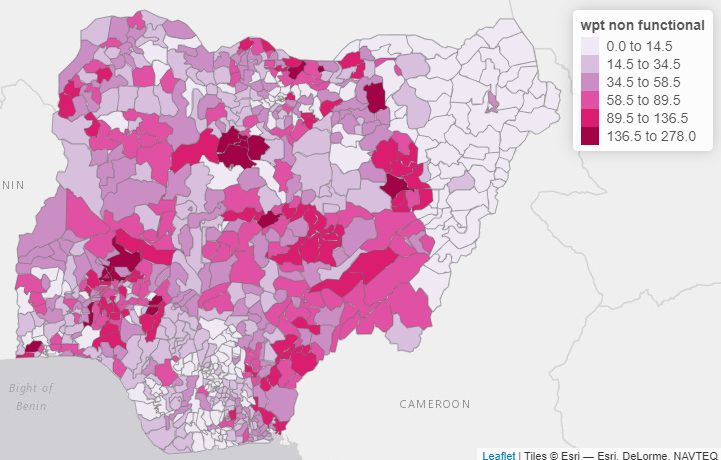 wpt non functional
0.0 to 14.5
14.5 to 34.5
34.5 to 58.5
58.5 to 89.5
89.5 to 136.5
136.5 to 278.0
NIN
Bight of
Benin
CAMEROON
Leaflet | Tiles © Esri — Esri, DeLorme, NAVTEQ